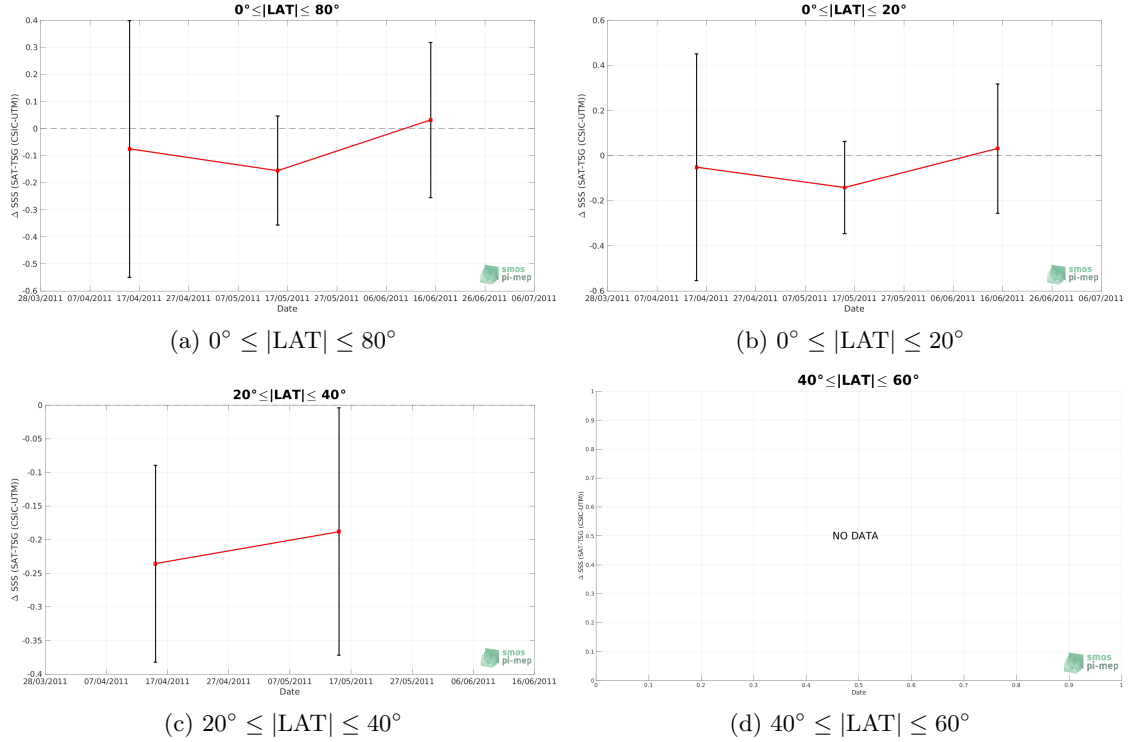 0°≤|LAT|≤ 80°
0.4
0.3
0.2
0.1
0
-0.1
-0.2
-0.3
-0.4
-0.5
-0.6
Δ SSS (SAT-TSG (CSIC-UTM))
28/03/2011 07/04/2011 17/04/2011 27/04/2011 07/05/2011 17/05/2011 27/05/2011 06/06/2011 16/06/2011 26/06/2011 06/07/2011
Date
smos
pi-mep
(a) 0° ≤ |LAT| ≤ 80°
0°≤|LAT|≤ 20°
0.6
0.4
0.2
0
-0.2
-0.4
-0.6
Δ SSS (SAT-TSG (CSIC-UTM))
28/03/2011 07/04/2011 17/04/2011 27/04/2011 07/05/2011 17/05/2011 27/05/2011 06/06/2011 16/06/2011 26/06/2011 06/07/2011
Date
smos
pi-mep
(b) 0° ≤ |LAT| ≤ 20°
20°≤|LAT|≤ 40°
0
-0.05
-0.1
-0.15
-0.2
-0.25
-0.3
-0.35
-0.4
Δ SSS (SAT-TSG (CSIC-UTM))
28/03/2011 07/04/2011 17/04/2011 27/04/2011 07/05/2011 17/05/2011 27/05/2011 06/06/2011 16/06/2011
Date
smos
pi-mep
(c) 20° ≤ |LAT| ≤ 40°
40°≤|LAT|≤ 60°
1
0.9
0.8
0.7
0.6
0.5
0.4
0.3
0.2
0.1
0
Δ SSS (SAT-TSG (CSIC-UTM))
NO DATA
0 0.1 0.2 0.3 0.4 0.5 0.6 0.7 0.8 0.9 1
Date
smos
pi-mep
(d) 40° ≤ |LAT| ≤ 60°